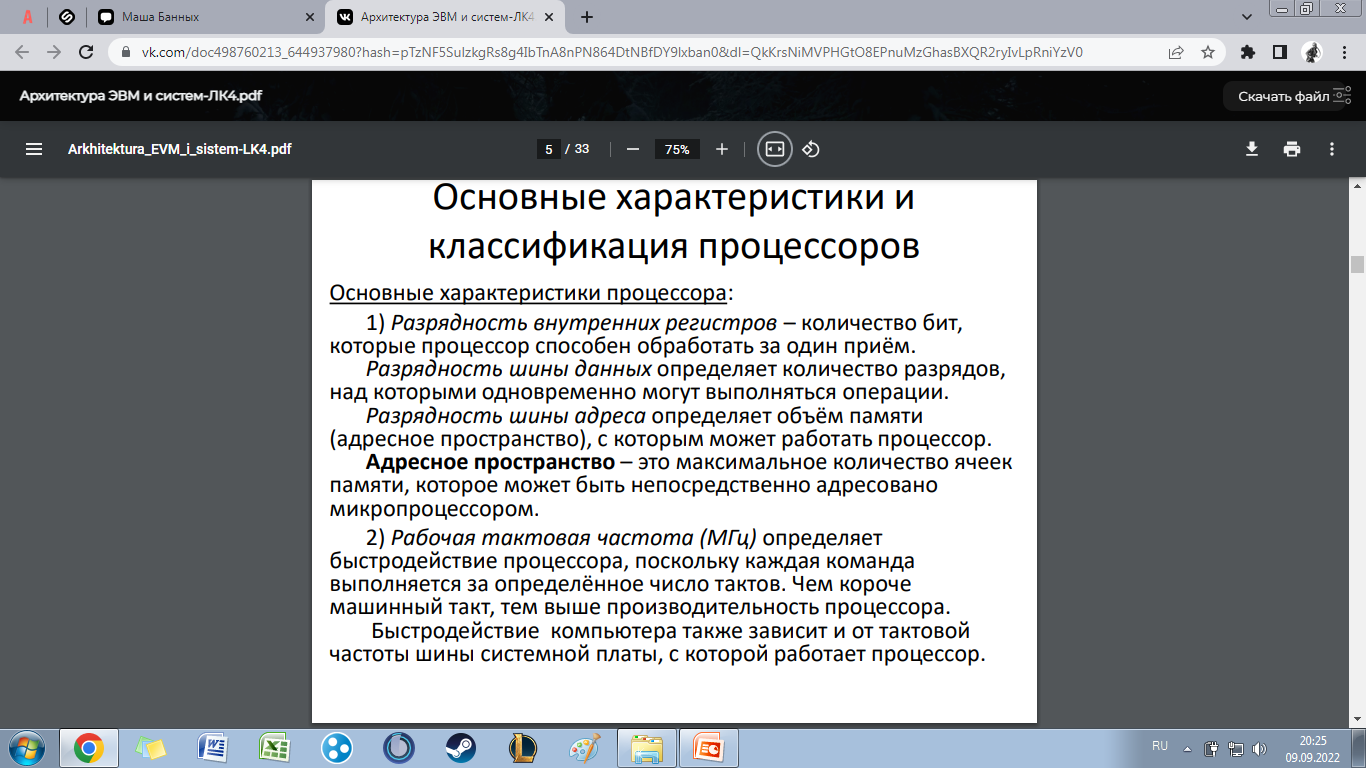 Маша Банных
Архитектура ЭВМ и систем-ЛК4
vk.com/doc498760213_644937980?hash=pTzNF5SulzkgRs8g4IbTnA8nPN864DtNBfDY9lxban0&dl=QkKrsNiMVPHGtO8EPnuMzGhasBXQR2ryIvLpRniYzV0
Архитектура ЭВМ и систем-ЛК4.pdf
Скачать файл
Arkhitektura_EVM_i_sistem-LK4.pdf
5 / 33
75%
Основные характеристики и
классификация процессоров
Основные характеристики процессора:
1) Разрядность внутренних регистров – количество бит,
которые процессор способен обработать за один приём.
Разрядность шины данных определяет количество разрядов,
над которыми одновременно могут выполняться операции.
Разрядность шины адреса определяет объём памяти
(адресное пространство), с которым может работать процессор.
Адресное пространство – это максимальное количество ячеек
памяти, которое может быть непосредственно адресовано
микропроцессором.
2) Рабочая тактовая частота (МГц) определяет
быстродействие процессора, поскольку каждая команда
выполняется за определённое число тактов. Чем короче
машинный такт, тем выше производительность процессора.
Быстродействие компьютера также зависит и от тактовой
частоты шины системной платы, с которой работает процессор.
RU
20:25
09.09.2022